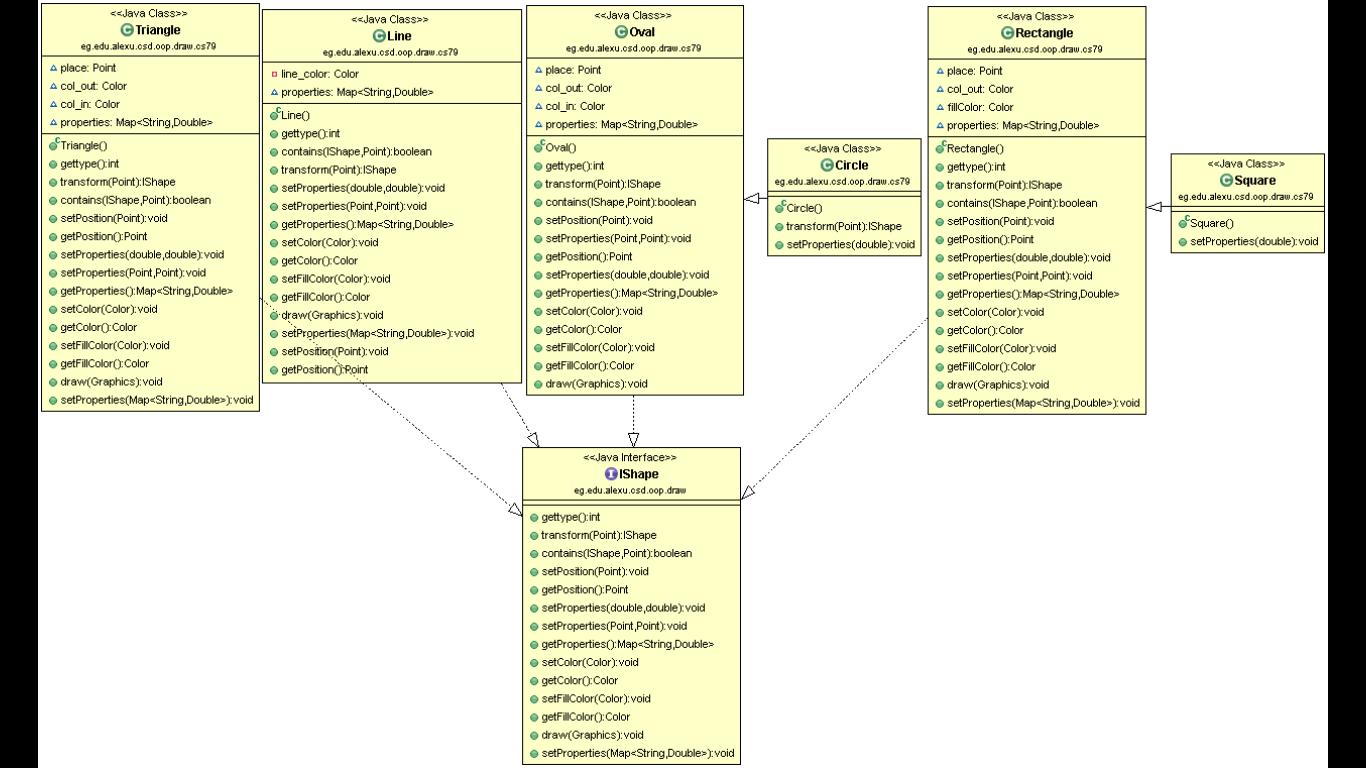 <<Java Class>>
Triangle
eg.edu.alexu.csd.oop.draw.cs79
place: Point
col_out: Color
col_in: Color
properties: Map<String,Double>
Triangle()
gettype():int
transform(Point):IShape
contains(IShape,Point):boolean
setPosition(Point):void
getPosition():Point
setProperties(double,double):void
setProperties(Point,Point):void
getProperties():Map<String,Double>
setColor(Color):void
getColor():Color
setFillColor(Color):void
getFillColor():Color
draw(Graphics):void
setProperties(Map<String,Double>):void
<<Java Class>>
Line
eg.edu.alexu.csd.oop.draw.cs79
line_color: Color
properties: Map<String,Double>
Line()
gettype():int
contains(IShape,Point):boolean
transform(Point):IShape
setProperties(double,double):void
setProperties(Point,Point):void
getProperties():Map<String,Double>
setColor(Color):void
getColor():Color
setFillColor(Color):void
getFillColor():Color
draw(Graphics):void
setProperties(Map<String,Double>):void
setPosition(Point):void
getPosition():Point
<<Java Class>>
Oval
eg.edu.alexu.csd.oop.draw.cs79
place: Point
col_out: Color
col_in: Color
properties: Map<String,Double>
Oval()
gettype():int
transform(Point):IShape
contains(IShape,Point):boolean
setPosition(Point):void
setProperties(Point,Point):void
getPosition():Point
setProperties(double,double):void
getProperties():Map<String,Double>
setColor(Color):void
getColor():Color
setFillColor(Color):void
getFillColor():Color
draw(Graphics):void
<<Java Class>>
Circle
eg.edu.alexu.csd.oop.draw.cs79
Circle()
transform(Point):IShape
setProperties(double):void
<<Java Class>>
Rectangle
eg.edu.alexu.csd.oop.draw.cs79
place: Point
col_out: Color
fillColor: Color
properties: Map<String,Double>
Rectangle()
gettype():int
transform(Point):IShape
contains(IShape,Point):boolean
setPosition(Point):void
getPosition():Point
setProperties(double,double):void
setProperties(Point,Point):void
getProperties():Map<String,Double>
setColor(Color):void
getColor():Color
setFillColor(Color):void
getFillColor():Color
draw(Graphics):void
setProperties(Map<String,Double>):void
<<Java Class>>
Square
eg.edu.alexu.csd.oop.draw.cs79
Square()
setProperties(double):void
<<Java Interface>>
IShape
eg.edu.alexu.csd.oop.draw
gettype():int
transform(Point):IShape
contains(IShape,Point):boolean
setPosition(Point):void
getPosition():Point
setProperties(double,double):void
setProperties(Point,Point):void
getProperties():Map<String,Double>
setColor(Color):void
getColor():Color
setFillColor(Color):void
getFillColor():Color
draw(Graphics):void
setProperties(Map<String,Double>):void